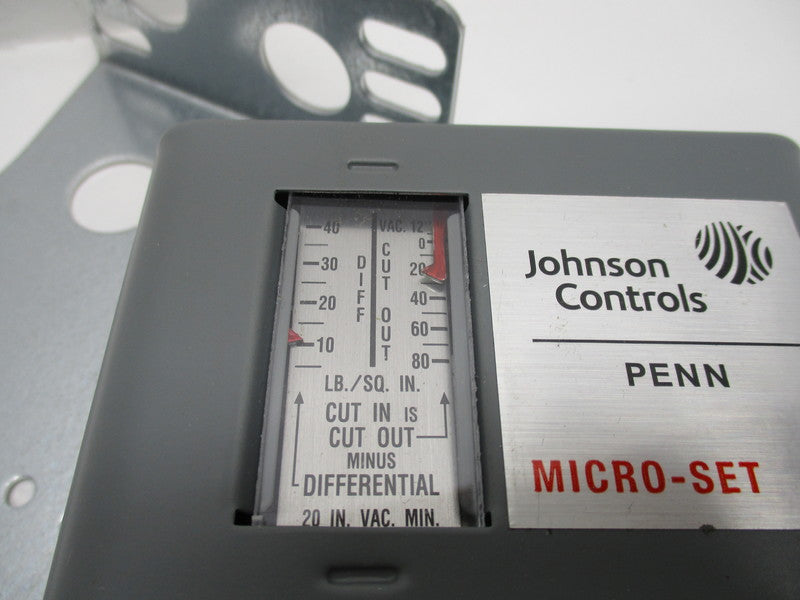 40
30
20
10
DIFF
CUT OUT
VAC. 12"
0
20
40
60
80
LB./SQ. IN.
CUT IN IS
CUT OUT
MINUS
DIFFERENTIAL
20 IN. VAC. MIN.
Johnson
Controls
PENN
MICRO-SET